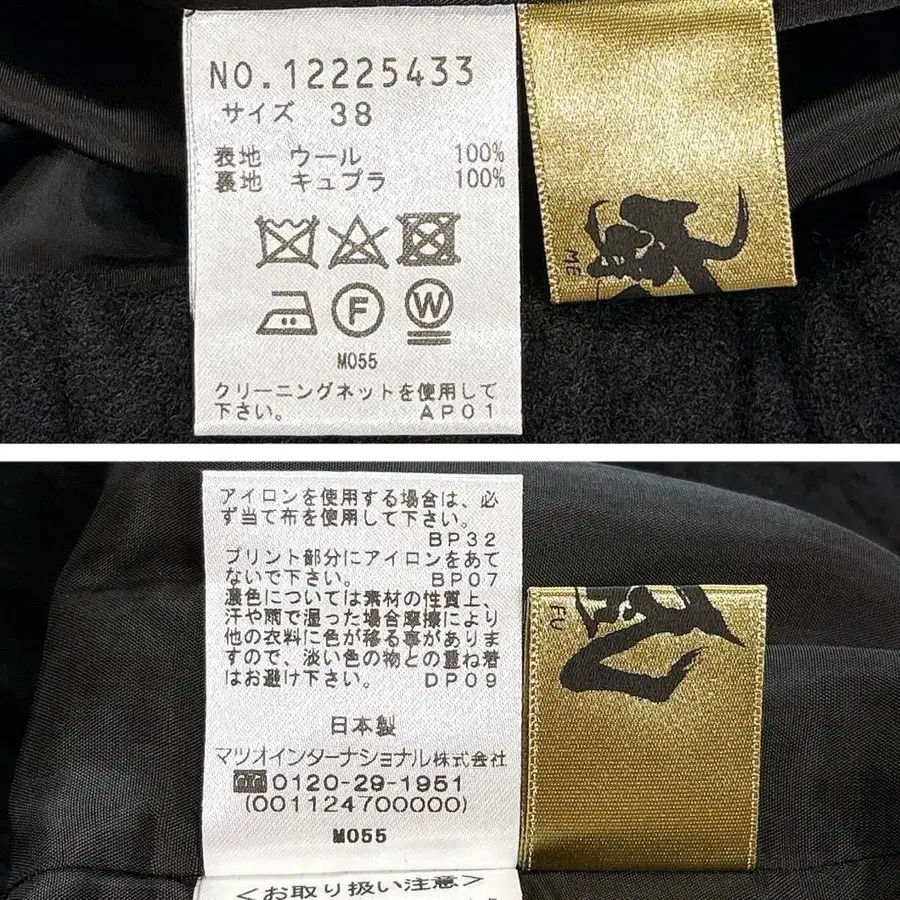 NO.12225433
サイズ 38
表地 ウール 100%
裏地 キュプラ 100%
F
W
M055
クリーニングネットを使用して
下さい。 AP01
ME
アイロンを使用する場合は、必
ず当て布を使用して下さい。
BP32
プリント部分にアイロンをあて
ないで下さい。 BP07
濃色については素材の性質上、
汗や雨で湿った場合摩擦により
他の衣料に色が移る事がありま
すので、淡い色の物との重ね着
はお避け下さい。 DP09
日本製
マツオインターナショナル株式会社
0120-29-1951
(001124700000)
M055
FU
<お取り扱い注意>